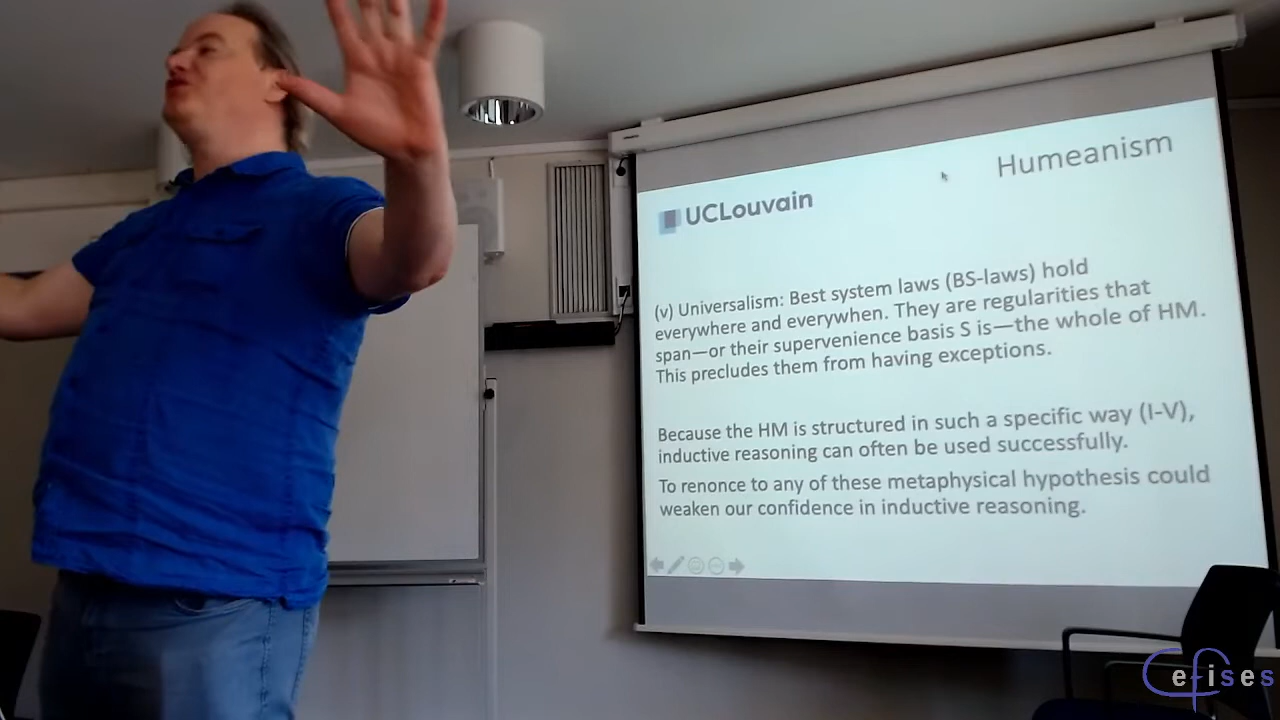 Humeanism
UCLouvain
(v) Universalism: Best system laws (BS-laws) hold
everywhere and everywhen. They are regularities that
span—or their supervenience basis S is—the whole of HM.
This precludes them from having exceptions.
Because the HM is structured in such a specific way (I-V),
inductive reasoning can often be used successfully.
To renonce to any of these metaphysical hypothesis could
weaken our confidence in inductive reasoning.
Cefises